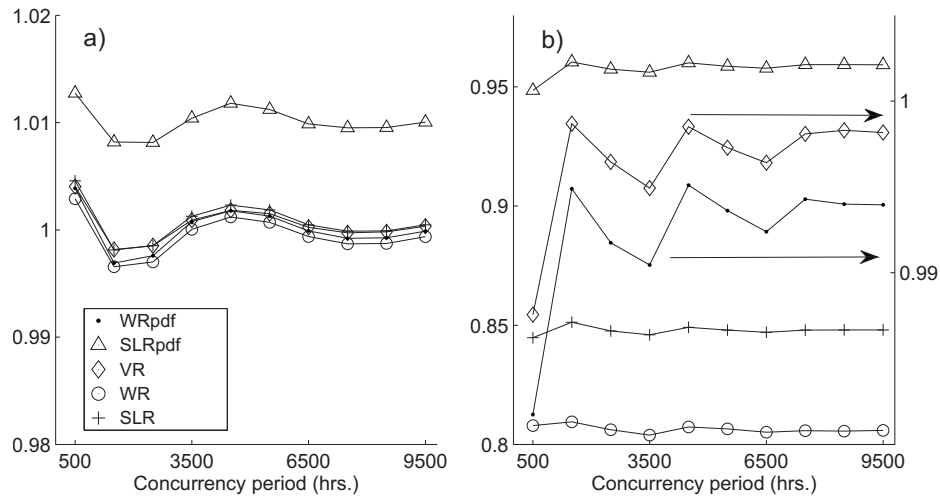 a)
1.02
1.01
1
0.99
0.98
WRpdf
SLRpdf
VR
WR
SLR
500 3500 6500 9500
Concurrency period (hrs.)
b)
0.95
0.9
0.85
0.8
1
0.99
500 3500 6500 9500
Concurrency period (hrs.)